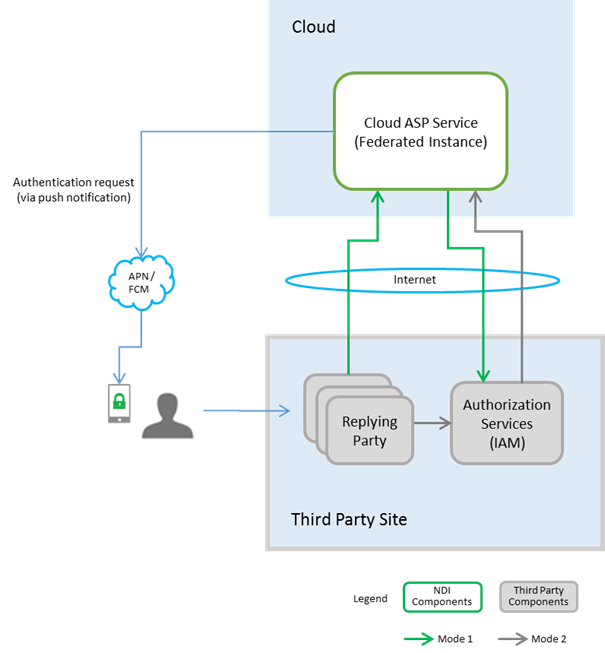 Cloud
Cloud ASP Service
(Federated Instance)
Authentication request
(via push notification)
APN /
FCM
Internet
Replying
Party
Authorization
Services
(IAM)
Third Party Site
Legend
NDI
Components
Third Party
Components
Mode 1
Mode 2